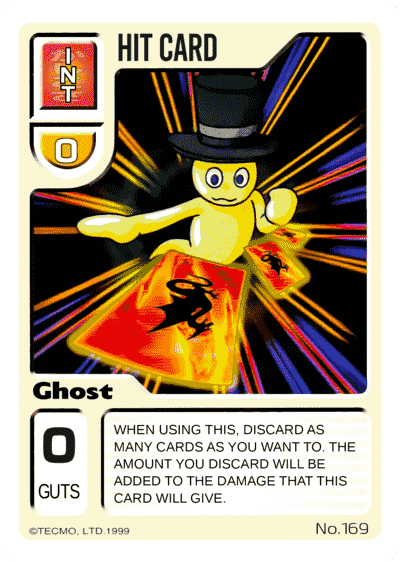 HIT CARD
INT
0
Ghost
0
GUTS
WHEN USING THIS, DISCARD AS
MANY CARDS AS YOU WANT TO. THE
AMOUNT YOU DISCARD WILL BE
ADDED TO THE DAMAGE THAT THIS
CARD WILL GIVE.
©TECMO, LTD.1999
No.169